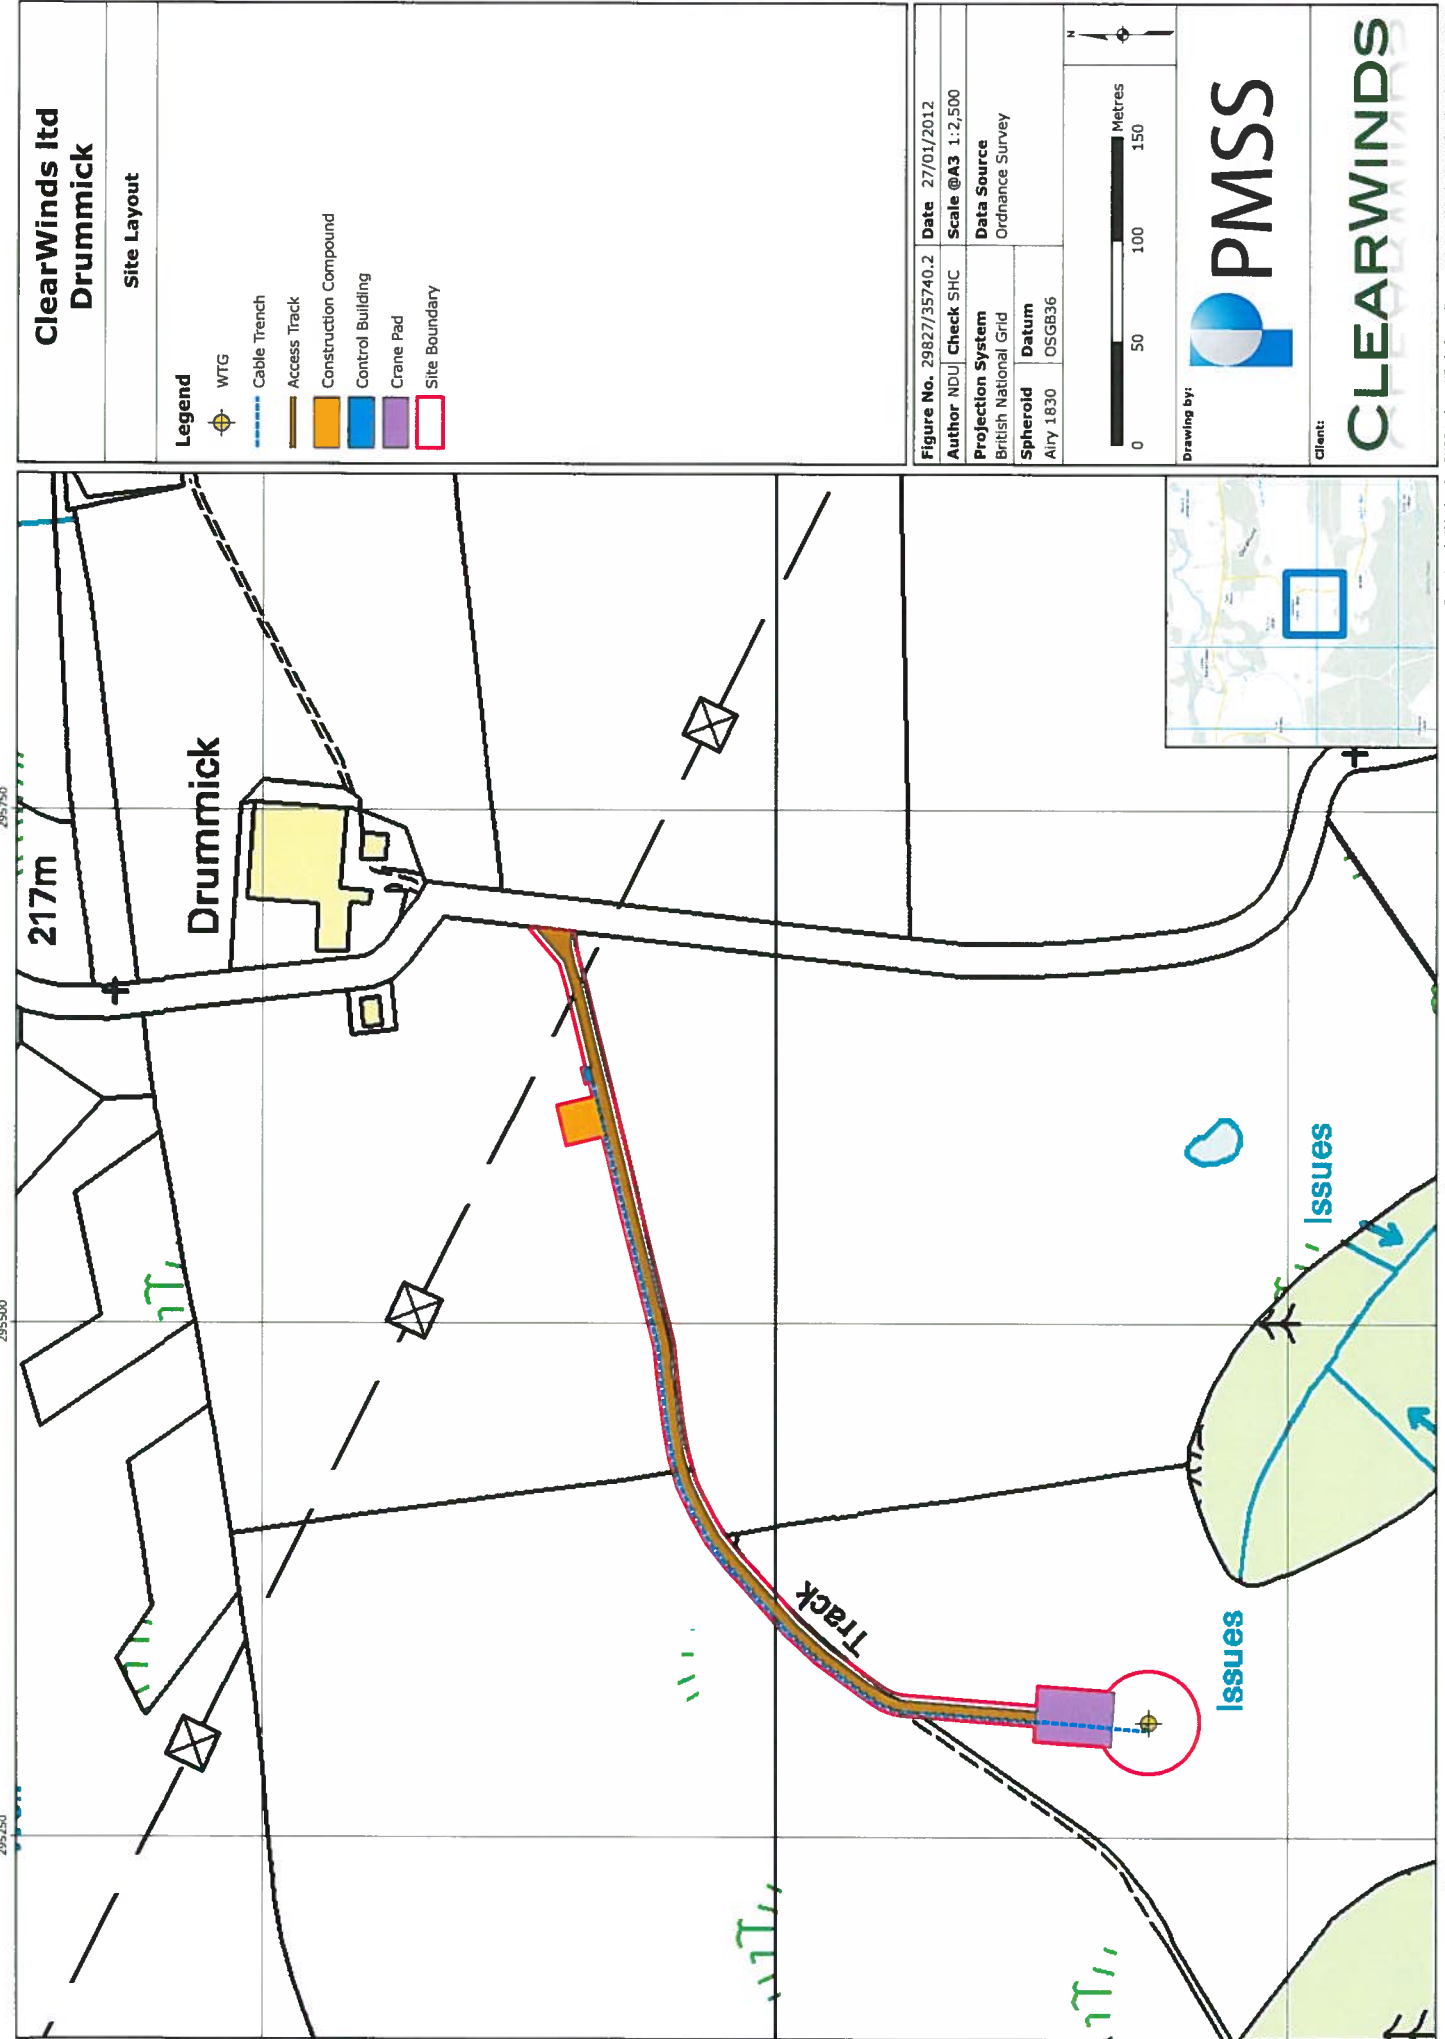 ClearWinds ltd
Drummick
Site Layout
Legend
WTG
Cable Trench
Access Track
Construction Compound
Control Building
Crane Pad
Site Boundary
Figure No. 29827/35740.2 Date 27/01/2012
Author NDU Check SHC Scale @A3 1:2,500
Projection System
British National Grid
Data Source
Ordnance Survey
Spheroid
Airy 1830
Datum
OSGB36
N
0 50 100 150
Metres
Drawing by:
PMSS
Client:
CLEARWINDS
295250
295500
295750
217m
Drummick
Track
Issues
Issues